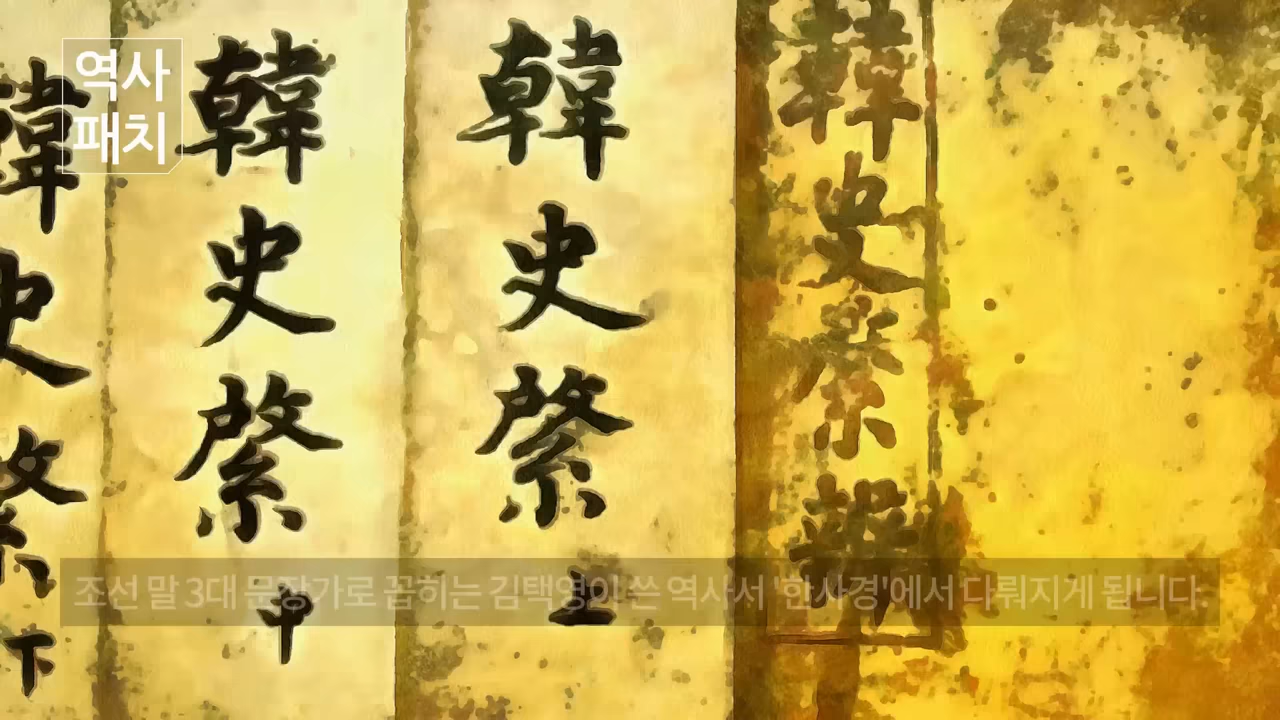 역사
패치
韓史綮
韓史綮上
韓史綮中
韓史綮下
조선 말 3대 문장가로 꼽히는 김택영이 쓴 역사서 '한사경'에서 다뤄지게 됩니다.